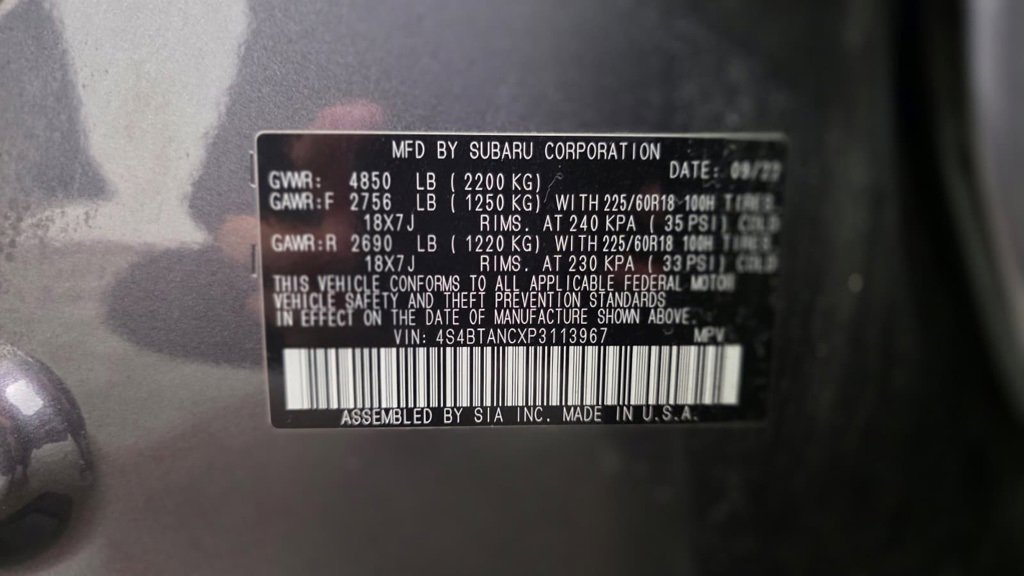 MFD BY SUBARU CORPORATION
DATE: 09/22
GVWR: 4850 LB ( 2200 KG)
GAWR:F 2756 LB ( 1250 KG) WITH 225/60R18 100H TIRES.
18X7J RIMS. AT 240 KPA ( 35 PSI) COLD
GAWR:R 2690 LB ( 1220 KG) WITH 225/60R18 100H TIRES.
18X7J RIMS. AT 230 KPA ( 33 PSI) COLD
THIS VEHICLE CONFORMS TO ALL APPLICABLE FEDERAL MOTOR
VEHICLE SAFETY AND THEFT PREVENTION STANDARDS
IN EFFECT ON THE DATE OF MANUFACTURE SHOWN ABOVE.
VIN: 4S4BTANCXP3113967 MPV
ASSEMBLED BY SIA INC. MADE IN U.S.A.